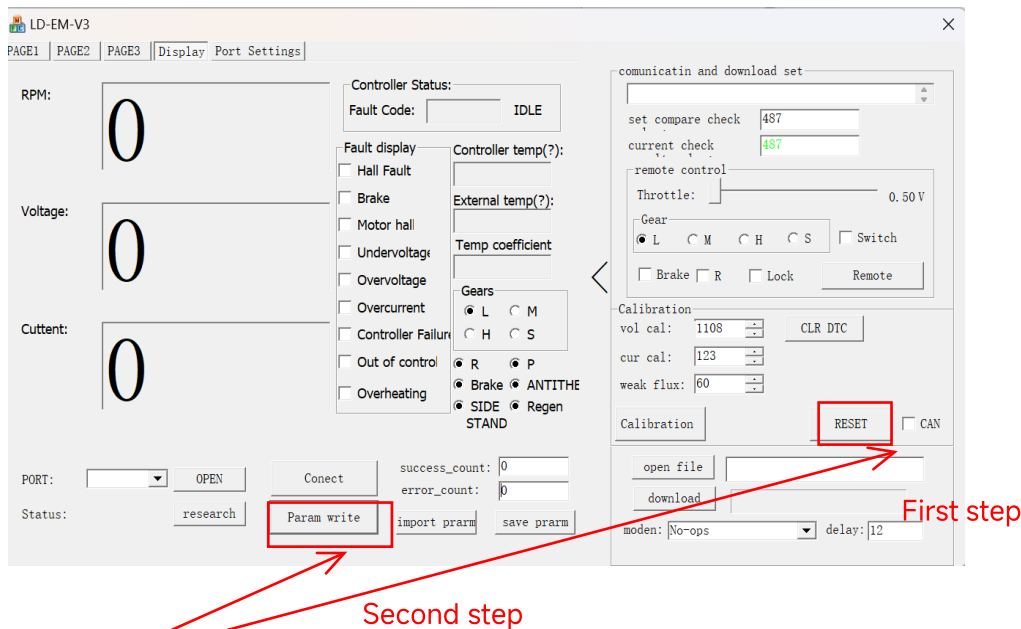 LD-EM-V3
PAGE1 PAGE2 PAGE3 Display Port Settings
RPM:
0
Voltage:
0
Cuttent:
0
Controller Status:
Fault Code: IDLE
Fault display
Hall Fault
Brake
Motor hall
Undervoltage
Overvoltage
Overcurrent
Controller Failure
Out of control
Overheating
Controller temp(?):
External temp(?):
Temp coefficient
Gears
L M
H S
R P
Brake ANTITHE
SIDE STAND Regen
comunicatin and download set
set compare check 487
current check 487
remote control
Throttle: 0.50 V
Gear
L M H S Switch
Brake R Lock Remote
Calibration
vol cal: 1108 CLR DTC
cur cal: 123
weak flux: 60
Calibration RESET CAN
open file
download
moden: No-ops delay: 12
PORT: OPEN Conect success_count: 0
error_count: 0
Status: research Param write import prarm save prarm
First step
Second step